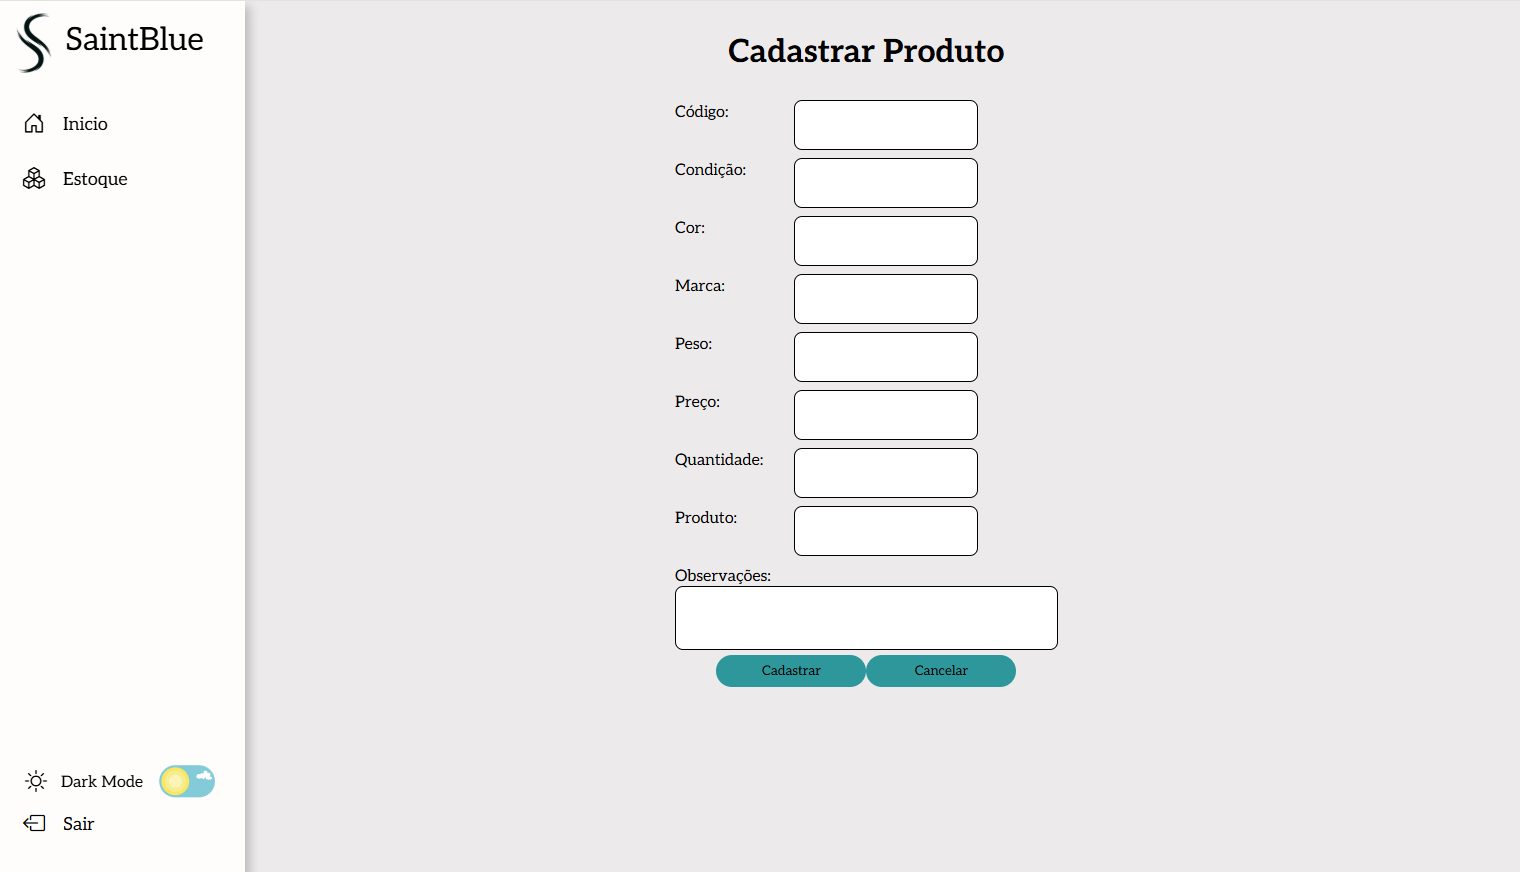 SaintBlue
Inicio
Estoque
Dark Mode
Sair
Cadastrar Produto
Código:
Condição:
Cor:
Marca:
Peso:
Preço:
Quantidade:
Produto:
Observações:
Cadastrar Cancelar